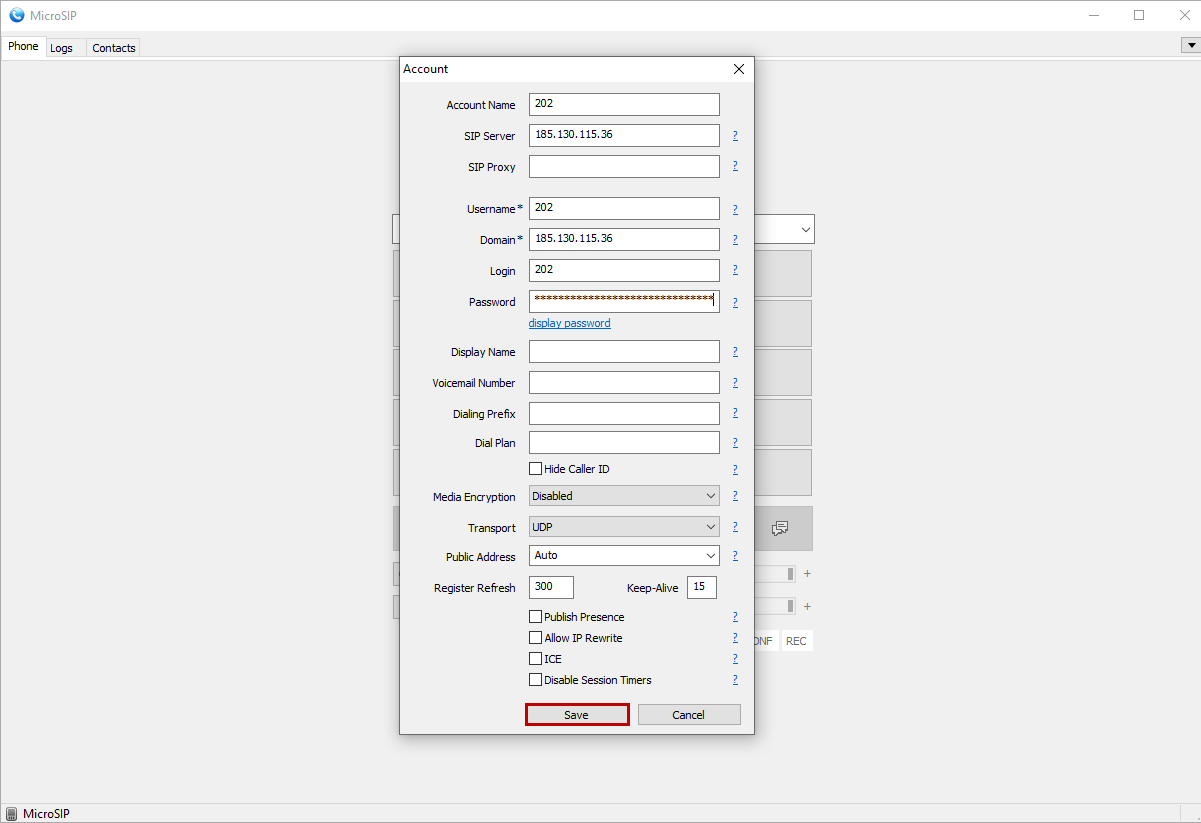 MicroSIP
Phone Logs Contacts
Account
Account Name 202
SIP Server 185.130.115.36 ?
SIP Proxy ?
Username* 202 ?
Domain* 185.130.115.36 ?
Login 202 ?
Password ****************************** ?
display password
Display Name ?
Voicemail Number ?
Dialing Prefix ?
Dial Plan ?
Hide Caller ID ?
Media Encryption Disabled ?
Transport UDP ?
Public Address Auto ?
+
Register Refresh 300 Keep-Alive 15
+
Publish Presence ?
Allow IP Rewrite ?
ONF REC
ICE ?
Disable Session Timers ?
Save Cancel
MicroSIP